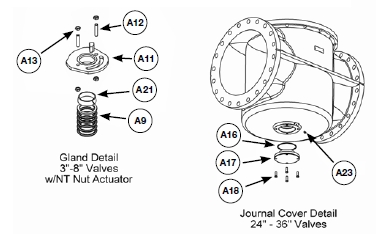 A12
A13
A11
A21
A9
Gland Detail
3"-8" Valves
w/NT Nut Actuator
A16
A17
A18
A23
Journal Cover Detail
24" - 36" Valves